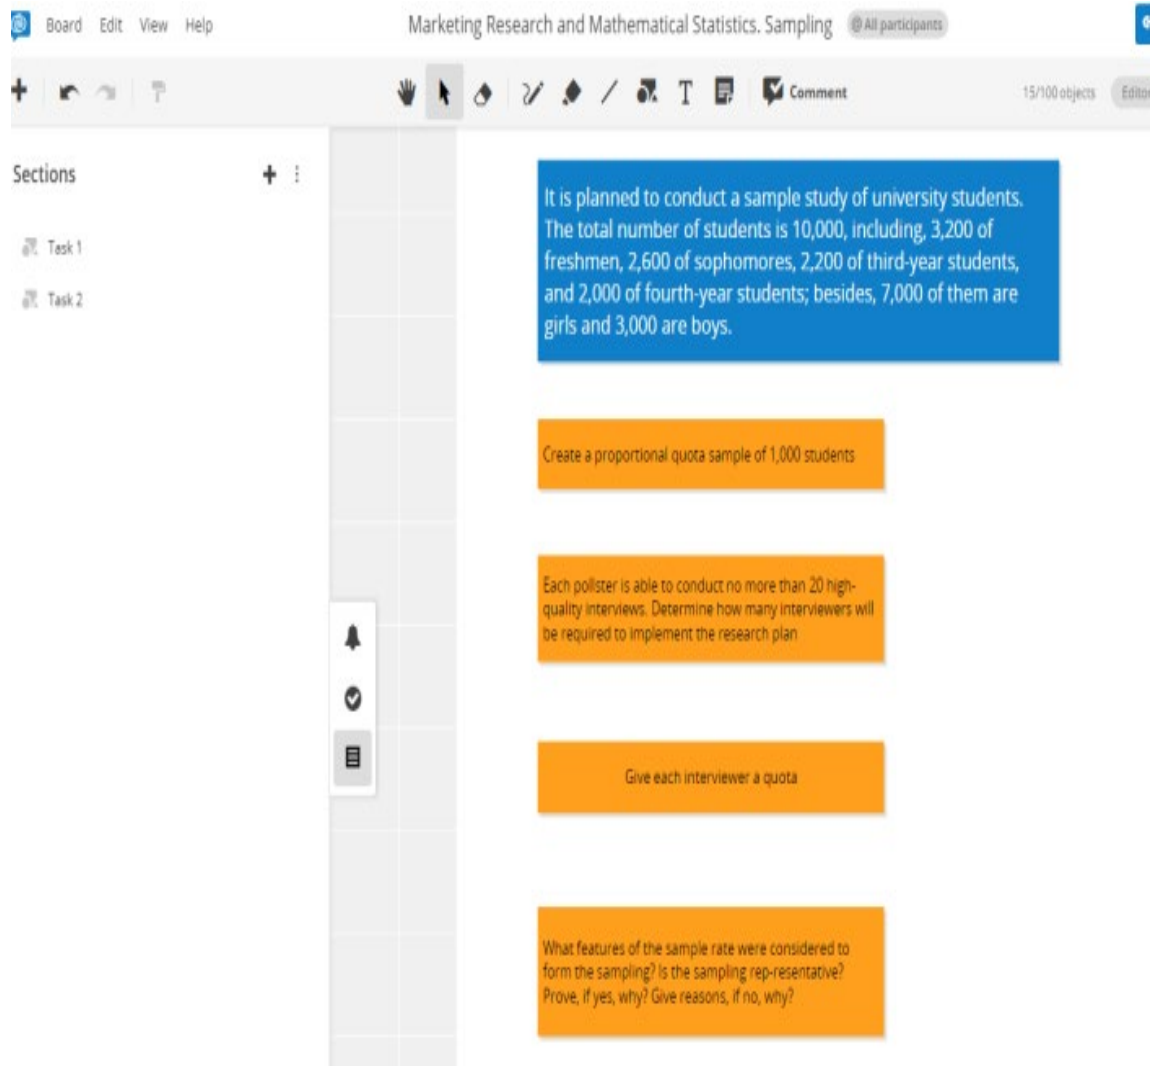 Board Edit View Help
Marketing Research and Mathematical Statistics. Sampling
@ All participants
T
Comment
15/100 objects
Editor
Sections
Task 1
Task 2
It is planned to conduct a sample study of university students.
The total number of students is 10,000, including, 3,200 of
freshmen, 2,600 of sophomores, 2,200 of third-year students,
and 2,000 of fourth-year students; besides, 7,000 of them are
girls and 3,000 are boys.
Create a proportional quota sample of 1,000 students
Each pollster is able to conduct no more than 20 high-
quality interviews. Determine how many interviewers will
be required to implement the research plan
Give each interviewer a quota
What features of the sample rate were considered to
form the sampling? Is the sampling rep-resentative?
Prove, if yes, why? Give reasons, if no, why?